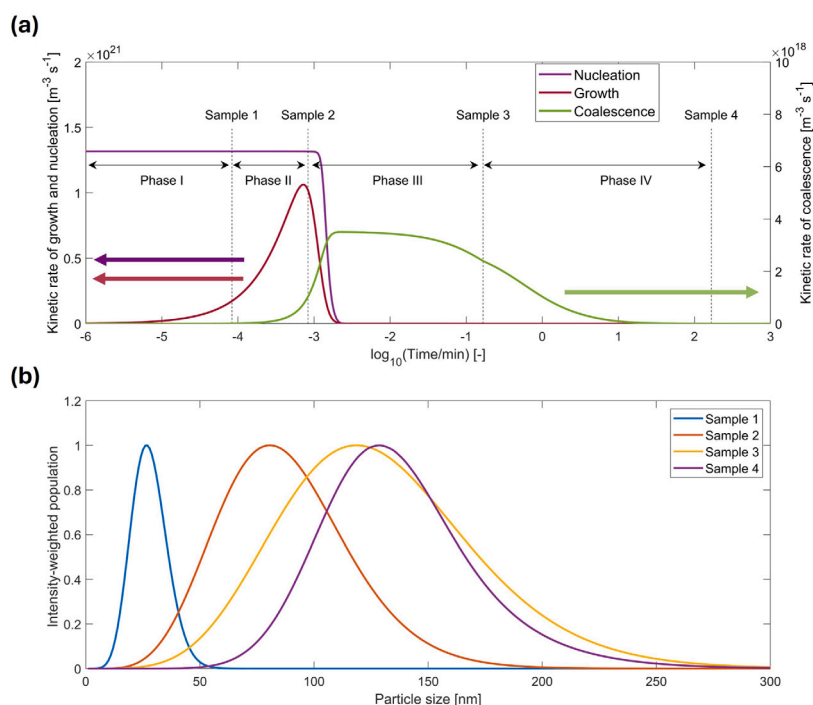 (a)
× 10²¹
× 10¹⁸
Kinetic rate of growth and nucleation [m⁻³ s⁻¹]
2
1.5
1
0.5
0
Nucleation
Growth
Coalescence
Sample 1
Sample 2
Sample 3
Sample 4
Phase I
Phase II
Phase III
Phase IV
10
8
6
4
2
0
Kinetic rate of coalescence [m⁻³ s⁻¹]
-6
-5
-4
-3
-2
-1
0
1
2
3
log₁₀(Time/min) [-]
(b)
Intensity-weighted population
1.2
1
0.8
0.6
0.4
0.2
0
Sample 1
Sample 2
Sample 3
Sample 4
0
50
100
150
200
250
300
Particle size [nm]